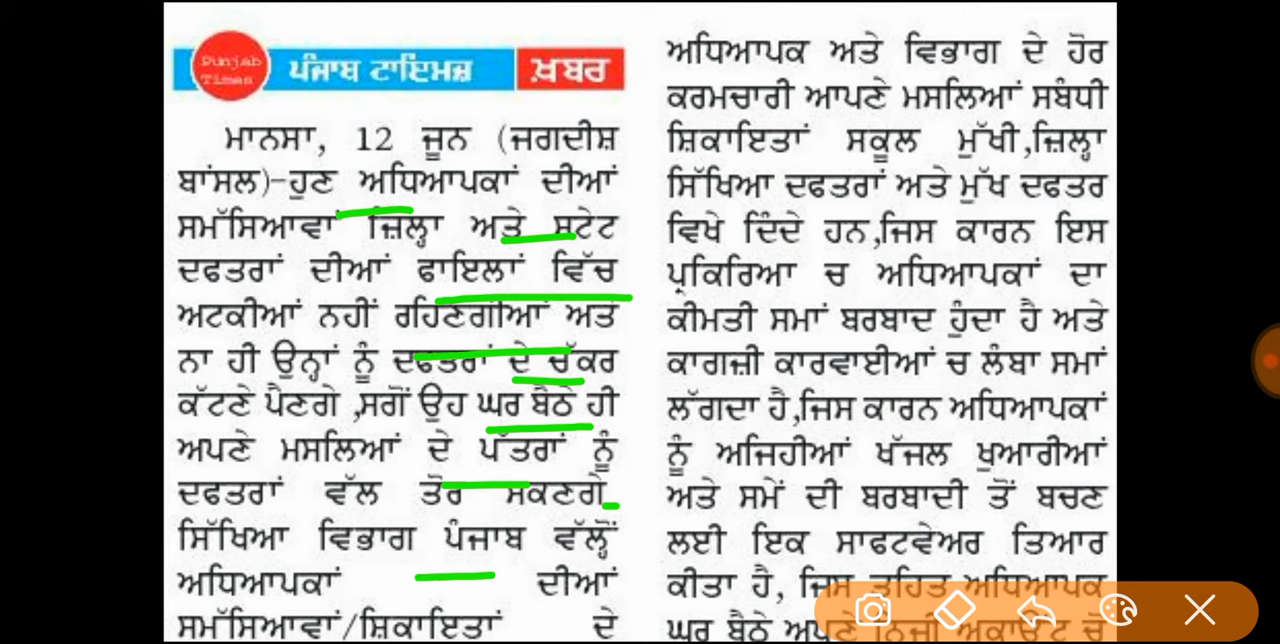 Punjab
Times
ਪੰਜਾਬ ਟਾਇਮਜ਼
ਖ਼ਬਰ
ਮਾਨਸਾ, 12 ਜੂਨ (ਜਗਦੀਸ਼
ਬਾਂਸਲ)-ਹੁਣ ਅਧਿਆਪਕਾਂ ਦੀਆਂ
ਸਮੱਸਿਆਵਾਂ ਜ਼ਿਲ੍ਹਾ ਅਤੇ ਸਟੇਟ
ਦਫਤਰਾਂ ਦੀਆਂ ਫਾਇਲਾਂ ਵਿੱਚ
ਅਟਕੀਆਂ ਨਹੀਂ ਰਹਿਣਗੀਆਂ ਅਤੇ
ਨਾ ਹੀ ਉਨ੍ਹਾਂ ਨੂੰ ਦਫਤਰਾਂ ਦੇ ਚੱਕਰ
ਕੱਟਣੇ ਪੈਣਗੇ ,ਸਗੋਂ ਉਹ ਘਰ ਬੈਠੇ ਹੀ
ਅਪਣੇ ਮਸਲਿਆਂ ਦੇ ਪੱਤਰਾਂ ਨੂੰ
ਦਫਤਰਾਂ ਵੱਲ ਤੋਰ ਸਕਣਗੇ
ਸਿੱਖਿਆ ਵਿਭਾਗ ਪੰਜਾਬ ਵੱਲ੍ਹੋਂ
ਅਧਿਆਪਕਾਂ ਦੀਆਂ
ਸਮੱਸਿਆਵਾਂ/ਸ਼ਿਕਾਇਤਾਂ ਦੇ
ਅਧਿਆਪਕ ਅਤੇ ਵਿਭਾਗ ਦੇ ਹੋਰ
ਕਰਮਚਾਰੀ ਆਪਣੇ ਮਸਲਿਆਂ ਸਬੰਧੀ
ਸ਼ਿਕਾਇਤਾਂ ਸਕੂਲ ਮੁੱਖੀ,ਜ਼ਿਲ੍ਹਾ
ਸਿੱਖਿਆ ਦਫਤਰਾਂ ਅਤੇ ਮੁੱਖ ਦਫਤਰ
ਵਿਖੇ ਦਿੰਦੇ ਹਨ,ਜਿਸ ਕਾਰਨ ਇਸ
ਪ੍ਰਕਿਰਿਆ ਚ ਅਧਿਆਪਕਾਂ ਦਾ
ਕੀਮਤੀ ਸਮਾਂ ਬਰਬਾਦ ਹੁੰਦਾ ਹੈ ਅਤੇ
ਕਾਗਜ਼ੀ ਕਾਰਵਾਈਆਂ ਚ ਲੰਬਾ ਸਮਾਂ
ਲੱਗਦਾ ਹੈ,ਜਿਸ ਕਾਰਨ ਅਧਿਆਪਕਾਂ
ਨੂੰ ਅਜਿਹੀਆਂ ਖੱਜਲ ਖੁਆਰੀਆਂ
ਅਤੇ ਸਮੇਂ ਦੀ ਬਰਬਾਦੀ ਤੋਂ ਬਚਣ
ਲਈ ਇਕ ਸਾਫਟਵੇਅਰ ਤਿਆਰ
ਕੀਤਾ ਹੈ, ਜਿਸ ਤਹਿਤ ਅਧਿਆਪਕ
ਘਰ ਬੈਠੇ ਅਪਣੇ ਨਿਜੀ ਅਕਾਊਂਟ ਚੋਂ